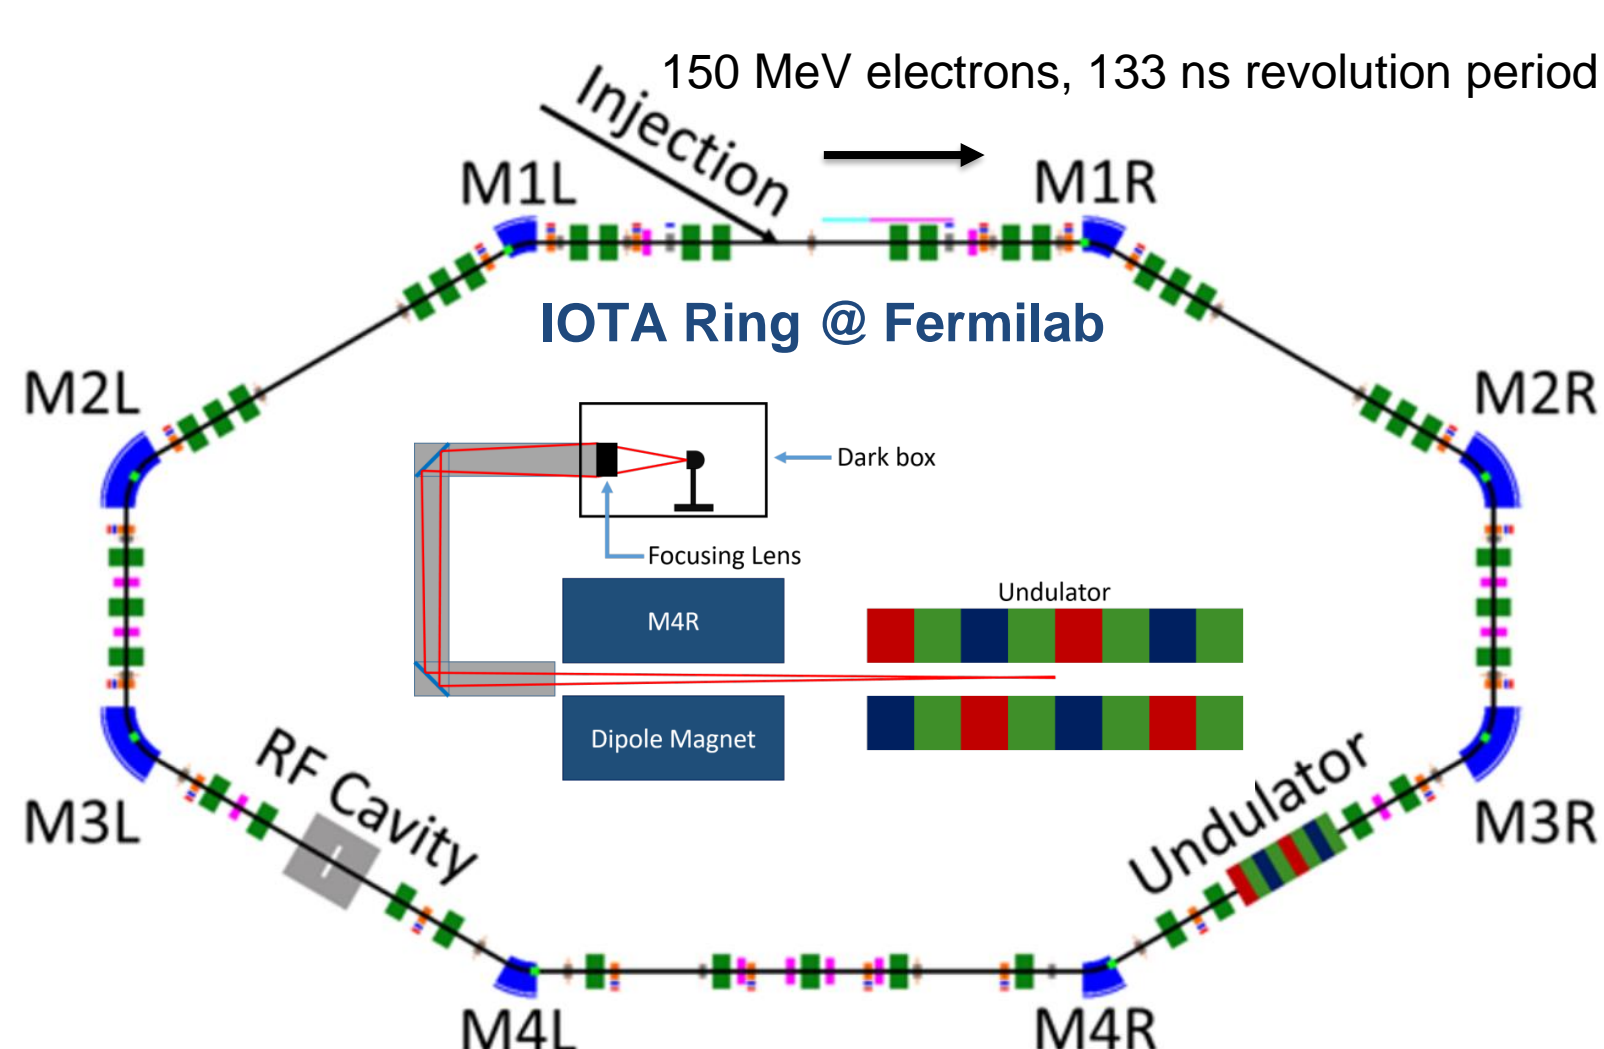 150 MeV electrons, 133 ns revolution period
Injection
M1L
M1R
IOTA Ring @ Fermilab
M2L
M2R
Dark box
Focusing Lens
Undulator
M4R
Dipole Magnet
RF Cavity
Undulator
M3L
M3R
M4L
M4R